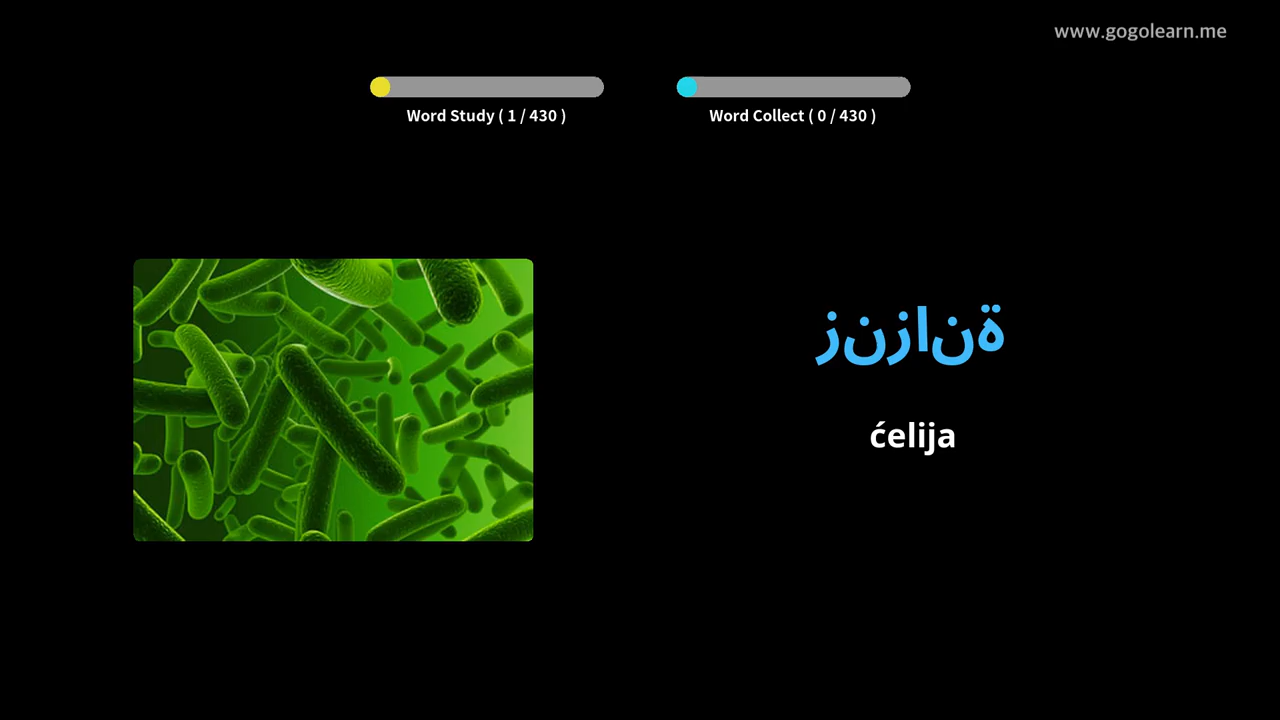 www.gogolearn.me
Word Study ( 1 / 430 )
Word Collect ( 0 / 430 )
زنزانة
ćelija